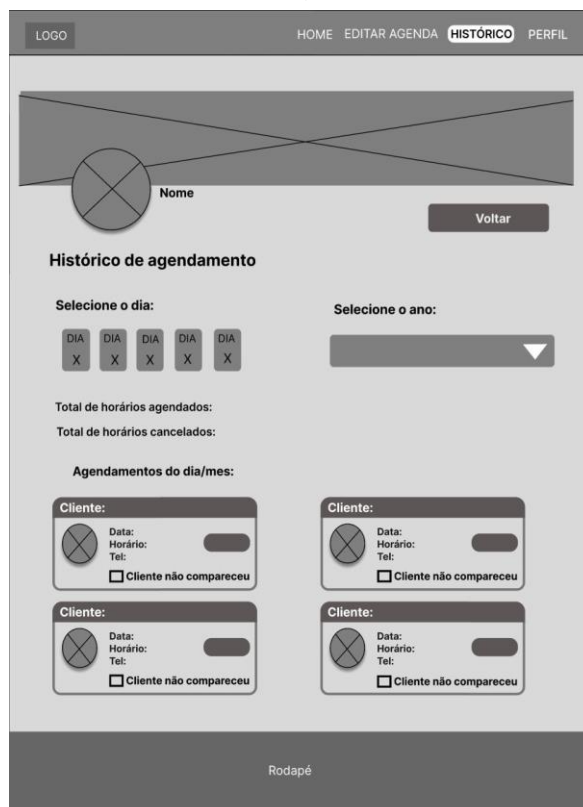 LOGO HOME EDITAR AGENDA HISTÓRICO PERFIL
Nome
Voltar
Histórico de agendamento
Selecione o dia:
Selecione o ano:
DIA DIA DIA DIA DIA
X X X X X
Total de horários agendados:
Total de horários cancelados:
Agendamentos do dia/mes:
Cliente:
Data:
Horário:
Tel:
Cliente não compareceu
Cliente:
Data:
Horário:
Tel:
Cliente não compareceu
Cliente:
Data:
Horário:
Tel:
Cliente não compareceu
Cliente:
Data:
Horário:
Tel:
Cliente não compareceu
Rodapé